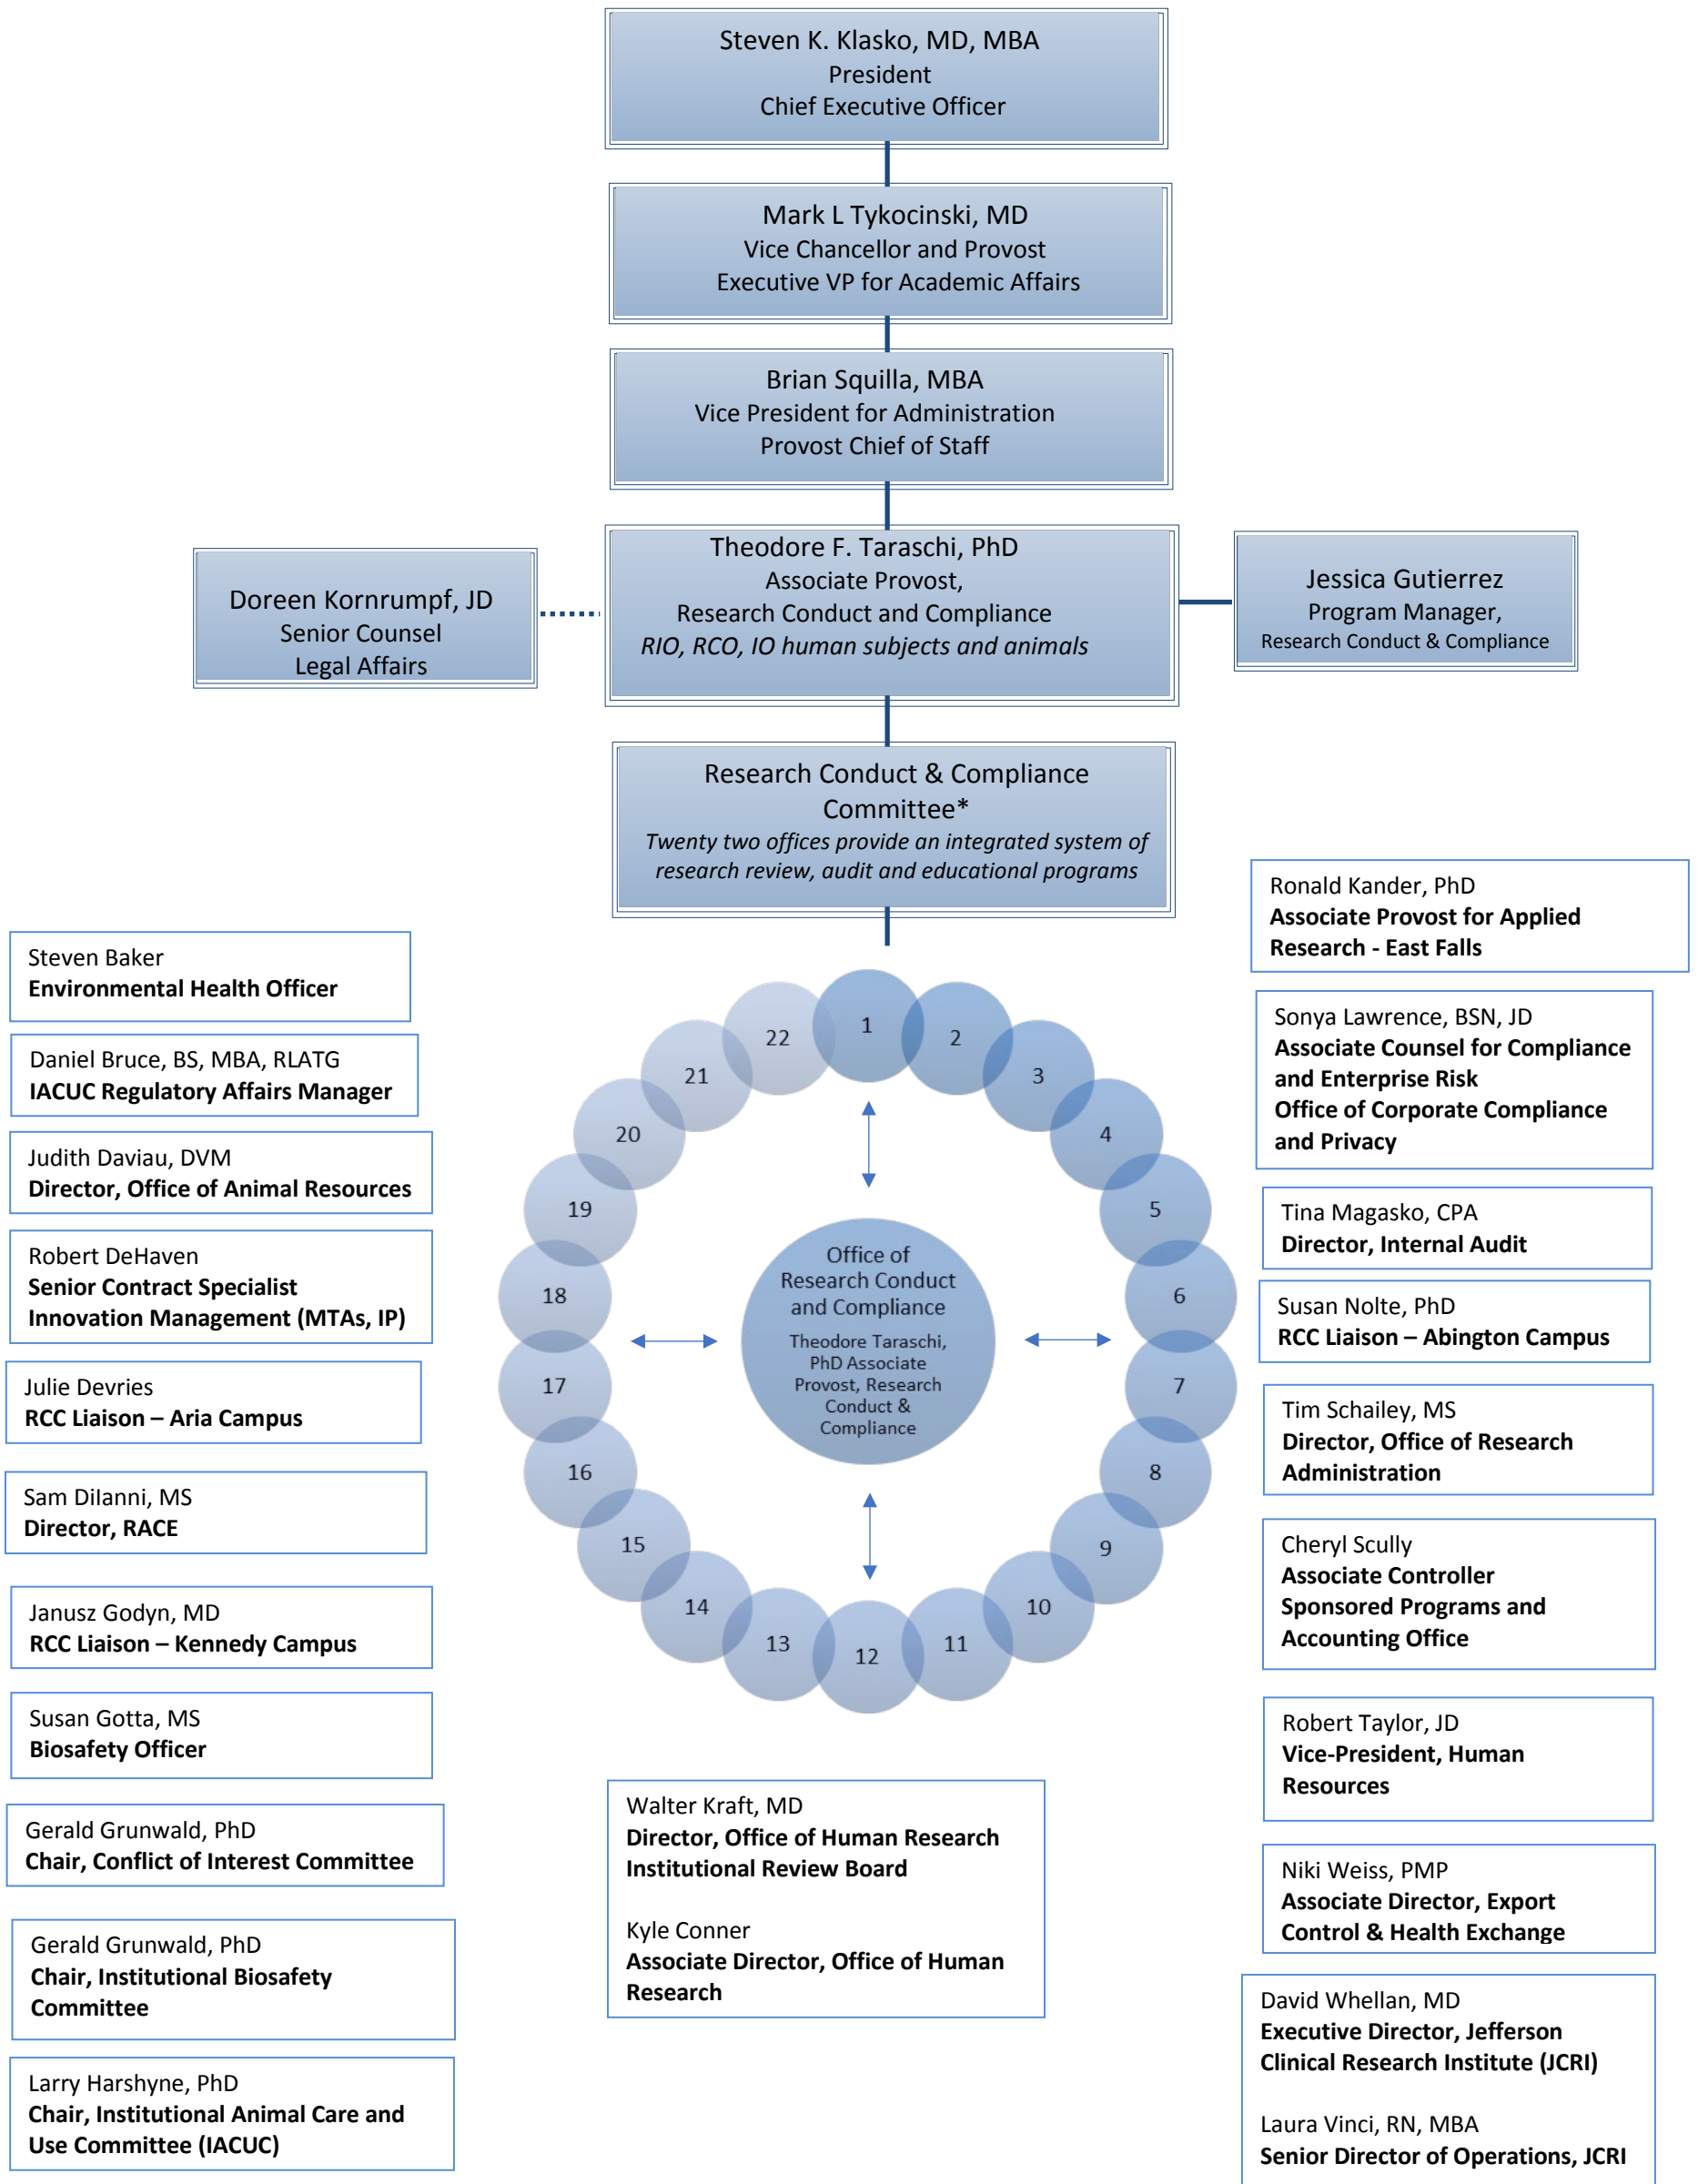 Steven K. Klasko, MD, MBA
President
Chief Executive Officer
Mark L Tykocinski, MD
Vice Chancellor and Provost
Executive VP for Academic Affairs
Brian Squilla, MBA
Vice President for Administration
Provost Chief of Staff
Doreen Kornrumpf, JD
Senior Counsel
Legal Affairs
Theodore F. Taraschi, PhD
Associate Provost,
Research Conduct and Compliance
RIO, RCO, IO human subjects and animals
Jessica Gutierrez
Program Manager,
Research Conduct & Compliance
Research Conduct & Compliance
Committee*
Twenty two offices provide an integrated system of
research review, audit and educational programs
Steven Baker
Environmental Health Officer
Daniel Bruce, BS, MBA, RLATG
IACUC Regulatory Affairs Manager
Judith Daviau, DVM
Director, Office of Animal Resources
Robert DeHaven
Senior Contract Specialist
Innovation Management (MTAs, IP)
Julie Devries
RCC Liaison – Aria Campus
Sam DiIanni, MS
Director, RACE
Janusz Godyn, MD
RCC Liaison – Kennedy Campus
Susan Gotta, MS
Biosafety Officer
Gerald Grunwald, PhD
Chair, Conflict of Interest Committee
Gerald Grunwald, PhD
Chair, Institutional Biosafety
Committee
Larry Harshyne, PhD
Chair, Institutional Animal Care and
Use Committee (IACUC)
1
2
3
4
5
6
7
8
9
10
11
12
13
14
15
16
17
18
19
20
21
22
Office of
Research Conduct
and Compliance
Theodore Taraschi,
PhD Associate
Provost, Research
Conduct &
Compliance
Walter Kraft, MD
Director, Office of Human Research
Institutional Review Board
Kyle Conner
Associate Director, Office of Human
Research
Ronald Kander, PhD
Associate Provost for Applied
Research - East Falls
Sonya Lawrence, BSN, JD
Associate Counsel for Compliance
and Enterprise Risk
Office of Corporate Compliance
and Privacy
Tina Magasko, CPA
Director, Internal Audit
Susan Nolte, PhD
RCC Liaison – Abington Campus
Tim Schailey, MS
Director, Office of Research
Administration
Cheryl Scully
Associate Controller
Sponsored Programs and
Accounting Office
Robert Taylor, JD
Vice-President, Human
Resources
Niki Weiss, PMP
Associate Director, Export
Control & Health Exchange
David Whellan, MD
Executive Director, Jefferson
Clinical Research Institute (JCRI)
Laura Vinci, RN, MBA
Senior Director of Operations, JCRI